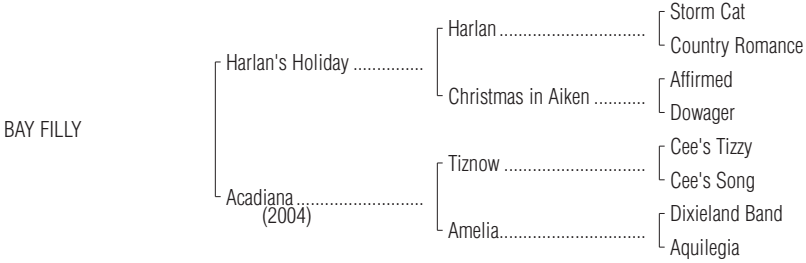 Storm Cat
Harlan..............................
Country Romance
Harlan's Holiday ...............
Affirmed
Christmas in Aiken ...........
Dowager
BAY FILLY
Cee's Tizzy
Tiznow ..............................
Cee's Song
Acadiana...........................
(2004)
Dixieland Band
Amelia...............................
Aquilegia